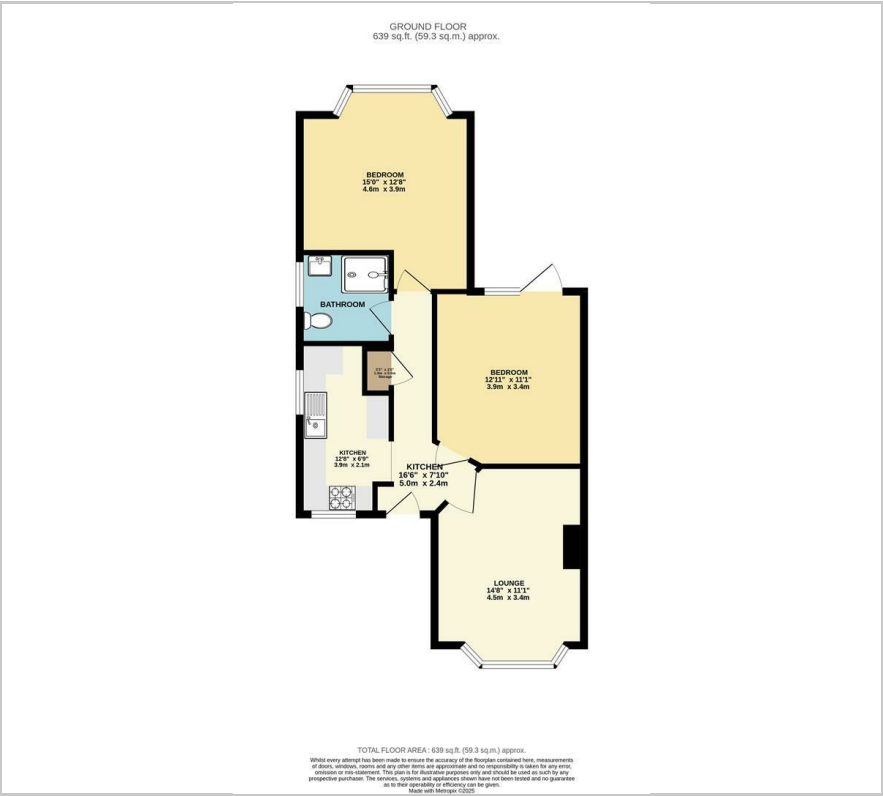 GROUND FLOOR
639 sq.ft. (59.3 sq.m.) approx.
BEDROOM
15'0" x 12'8"
4.6m x 3.9m
BATHROOM
BEDROOM
12'11" x 11'1"
3.9m x 3.4m
KITCHEN
12'8" x 6'9"
3.9m x 2.1m
KITCHEN
16'6" x 7'10"
5.0m x 2.4m
LOUNGE
14'8" x 11'1"
4.5m x 3.4m
TOTAL FLOOR AREA : 639 sq.ft. (59.3 sq.m.) approx.
Whilst every attempt has been made to ensure the accuracy of the floorplan contained here, measurements
of doors, windows, rooms and any other items are approximate and no responsibility is taken for any error,
omission or mis-statement. This plan is for illustrative purposes only and should be used as such by any
prospective purchaser. The services, systems and appliances shown have not been tested and no guarantee
as to their operability or efficiency can be given.
Made with Metropix ©2025